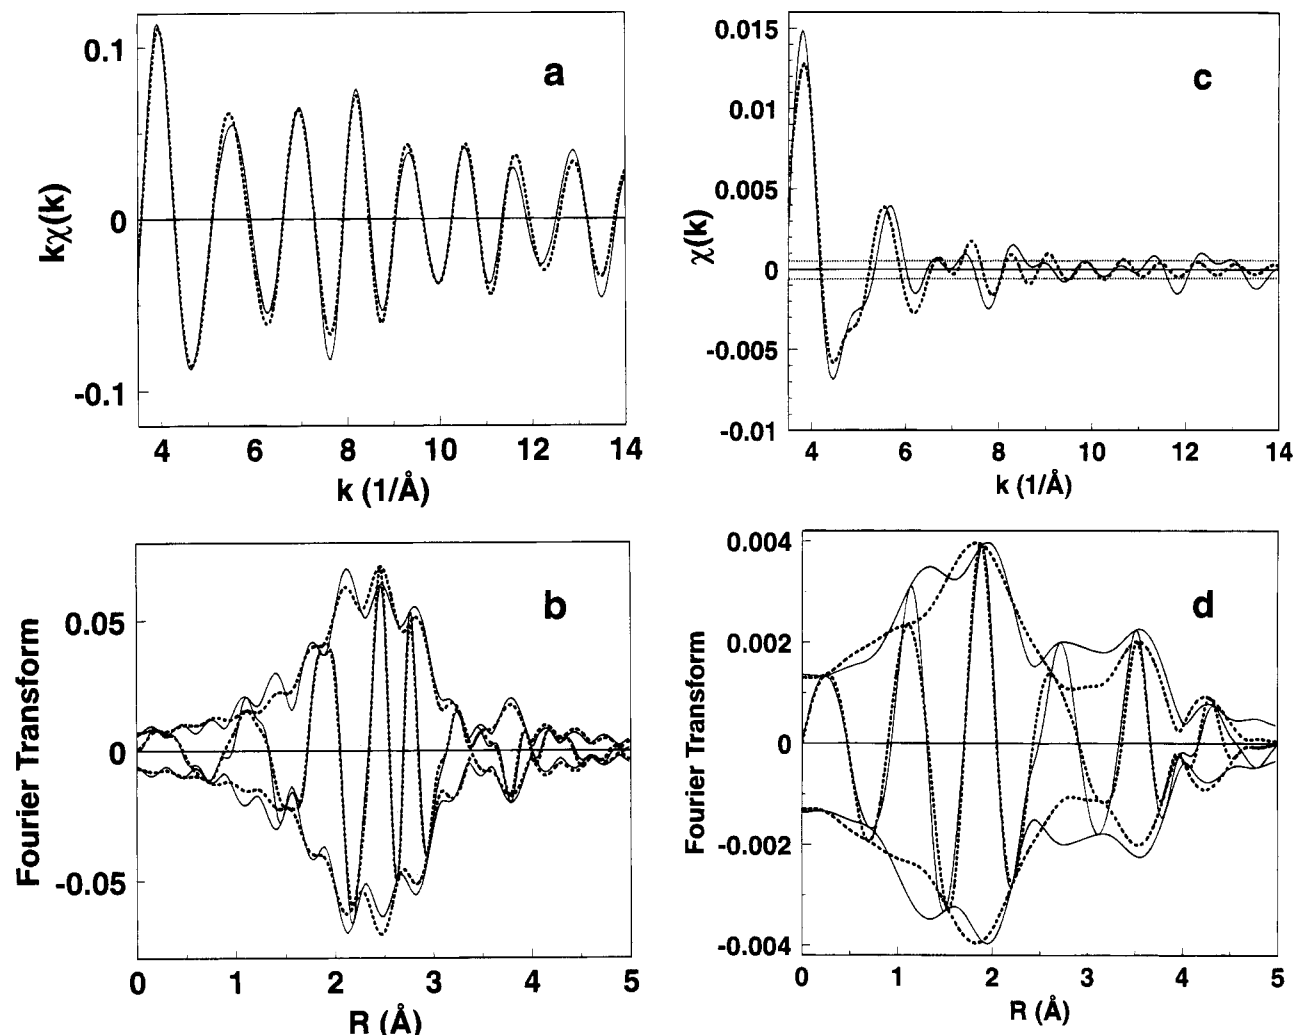 a
0.1
0
-0.1
kχ(k)
4 6 8 10 12 14
k (1/Å)
c
0.015
0.01
0.005
0
-0.005
-0.01
χ(k)
4 6 8 10 12 14
k (1/Å)
b
0.05
0
-0.05
Fourier Transform
0 1 2 3 4 5
R (Å)
d
0.004
0.002
0
-0.002
-0.004
Fourier Transform
0 1 2 3 4 5
R (Å)